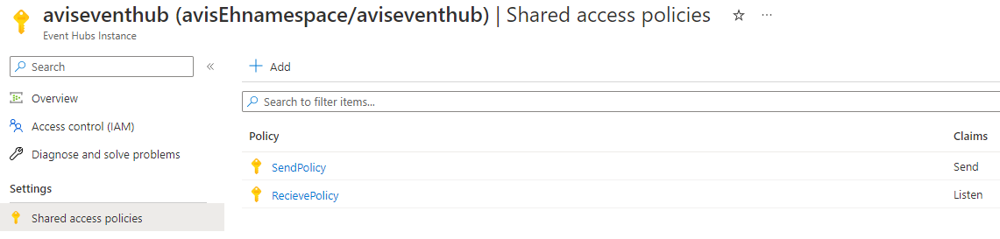 aviseventhub (avisEhnamespace/aviseventhub) | Shared access policies ☆ ...
Event Hubs Instance
Search «
+ Add
Overview
Search to filter items...
Access control (IAM)
Policy Claims
Diagnose and solve problems
SendPolicy Send
Settings
RecievePolicy Listen
Shared access policies